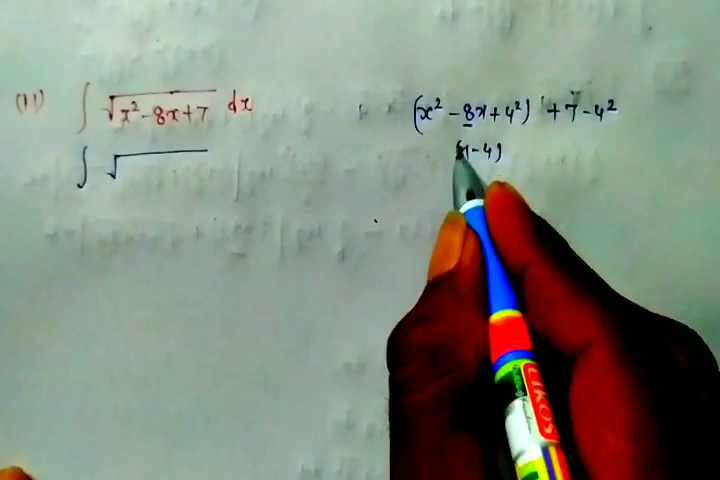 (11) ∫ √x² - 8x + 7 dx (x² - 8x + 4²) + 7 - 4²
∫ √ (x - 4)
LIKOS